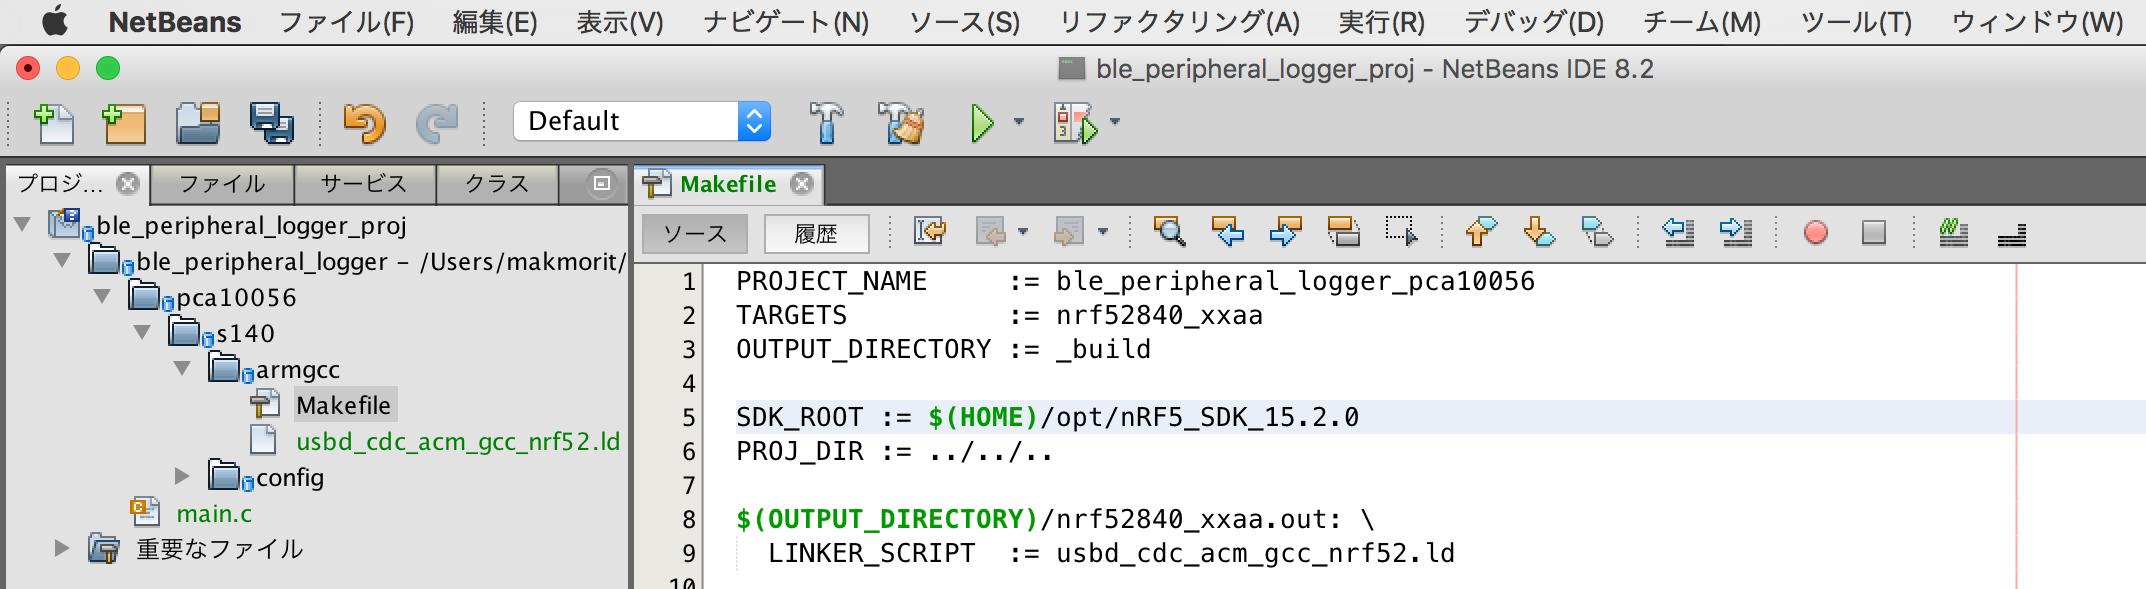 NetBeans ファイル(F) 編集(E) 表示(V) ナビゲート(N) ソース(S) リファクタリング(A) 実行(R) デバッグ(D) チーム(M) ツール(T) ウィンドウ(W)
ble_peripheral_logger_proj - NetBeans IDE 8.2
Default
プロジ... ファイル サービス クラス
ble_peripheral_logger_proj
ble_peripheral_logger – /Users/makmorit/
pca10056
s140
armgcc
Makefile
usbd_cdc_acm_gcc_nrf52.ld
config
main.c
重要なファイル
Makefile
ソース 履歴
1 PROJECT_NAME := ble_peripheral_logger_pca10056
2 TARGETS := nrf52840_xxaa
3 OUTPUT_DIRECTORY := _build
4
5 SDK_ROOT := $(HOME)/opt/nRF5_SDK_15.2.0
6 PROJ_DIR := ../../..
7
8 $(OUTPUT_DIRECTORY)/nrf52840_xxaa.out: \
9 LINKER_SCRIPT := usbd_cdc_acm_gcc_nrf52.ld
10